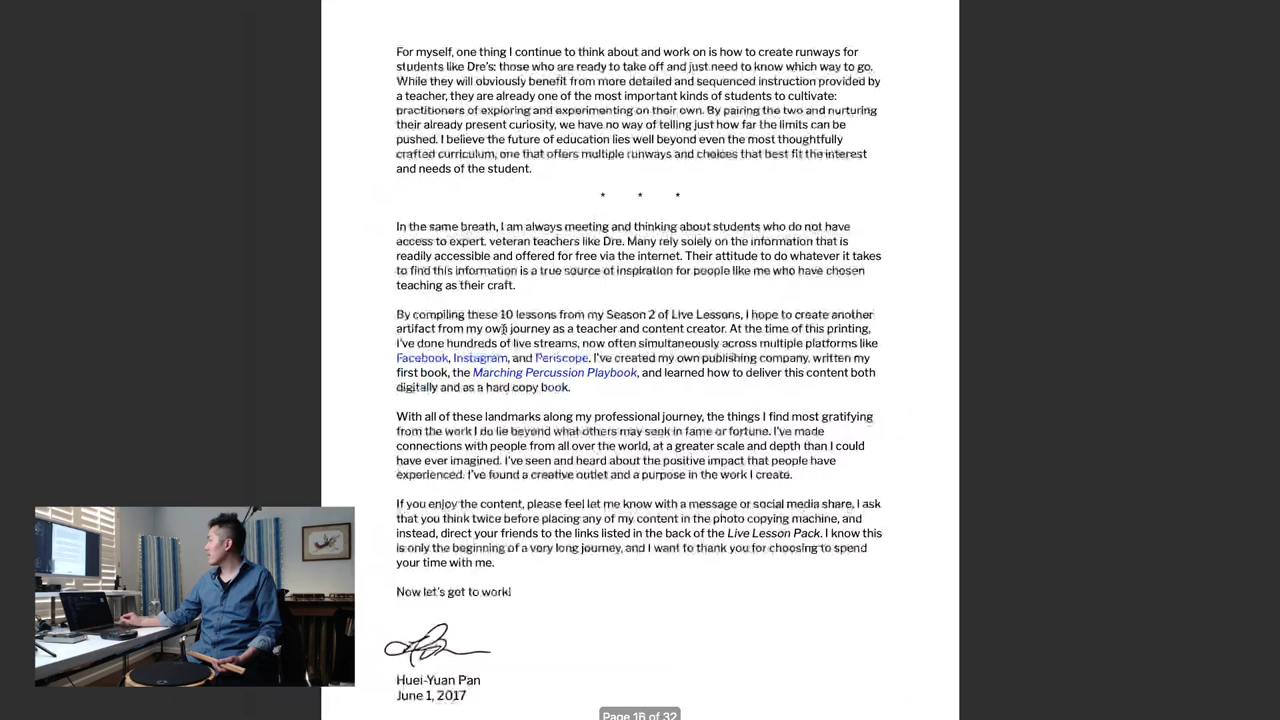 For myself, one thing I continue to think about and work on is how to create runways for
students like Dre's: those who are ready to take off and just need to know which way to go.
While they will obviously benefit from more detailed and sequenced instruction provided by
a teacher, they are already one of the most important kinds of students to cultivate:
practitioners of exploring and experimenting on their own. By pairing the two and nurturing
their already present curiosity, we have no way of telling just how far the limits can be
pushed. I believe the future of education lies well beyond even the most thoughtfully
crafted curriculum, one that offers multiple runways and choices that best fit the interest
and needs of the student.
* * *
In the same breath, I am always meeting and thinking about students who do not have
access to expert, veteran teachers like Dre. Many rely solely on the information that is
readily accessible and offered for free via the internet. Their attitude to do whatever it takes
to find this information is a true source of inspiration for people like me who have chosen
teaching as their craft.
By compiling these 10 lessons from my Season 2 of Live Lessons, I hope to create another
artifact from my own journey as a teacher and content creator. At the time of this printing,
I've done hundreds of live streams, now often simultaneously across multiple platforms like
Facebook, Instagram, and Periscope. I've created my own publishing company, written my
first book, the Marching Percussion Playbook, and learned how to deliver this content both
digitally and as a hard copy book.
With all of these landmarks along my professional journey, the things I find most gratifying
from the work I do lie beyond what others may seek in fame or fortune. I've made
connections with people from all over the world, at a greater scale and depth than I could
have ever imagined. I've seen and heard about the positive impact that people have
experienced. I've found a creative outlet and a purpose in the work I create.
If you enjoy the content, please feel let me know with a message or social media share. I ask
that you think twice before placing any of my content in the photo copying machine, and
instead, direct your friends to the links listed in the back of the Live Lesson Pack. I know this
is only the beginning of a very long journey, and I want to thank you for choosing to spend
your time with me.
Now let's get to work!
Huei-Yuan Pan
June 1, 2017
Page 16 of 32